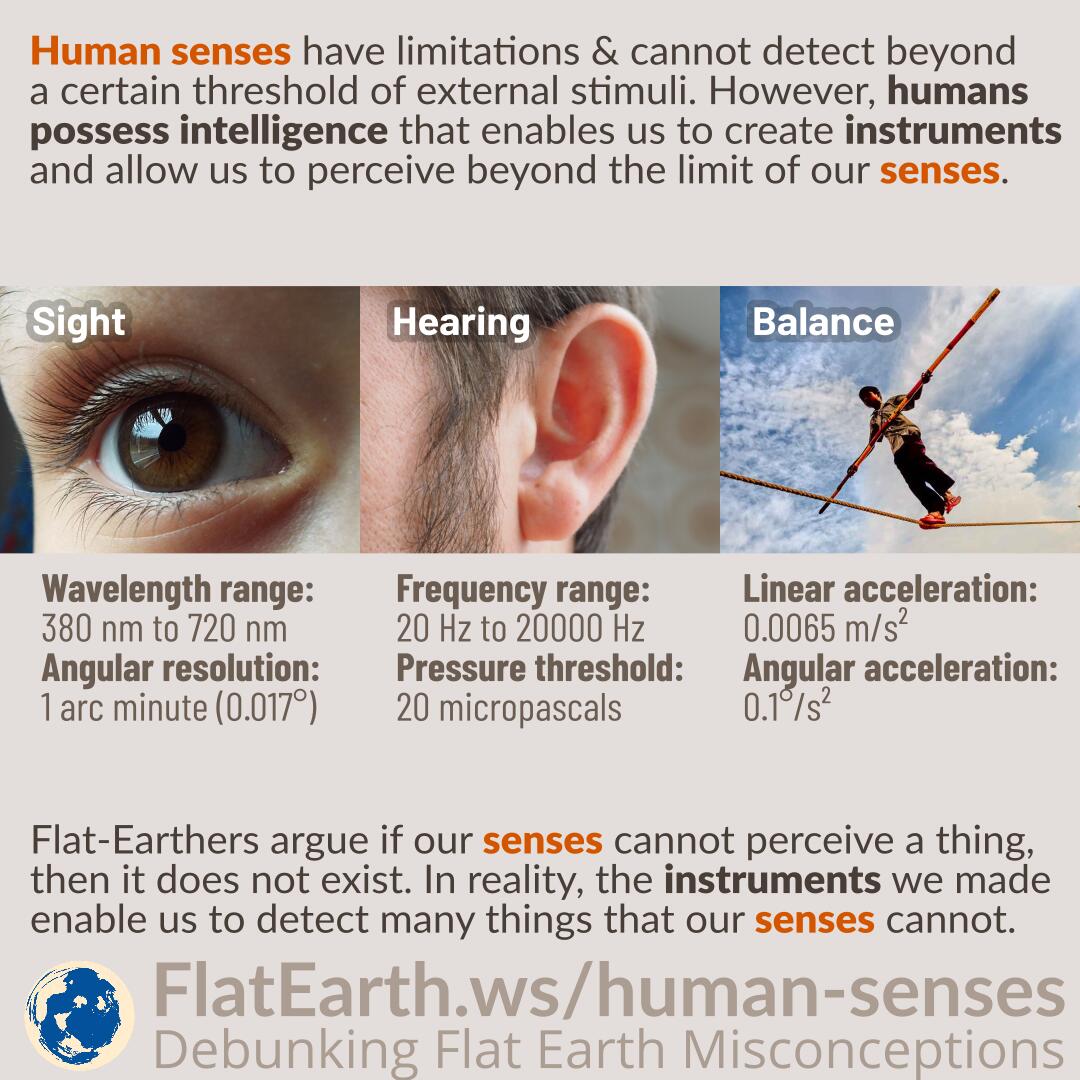 Human senses have limitations & cannot detect beyond
a certain threshold of external stimuli. However, humans
possess intelligence that enables us to create instruments
and allow us to perceive beyond the limit of our senses.
Sight
Hearing
Balance
Wavelength range:
380 nm to 720 nm
Angular resolution:
1 arc minute (0.017°)
Frequency range:
20 Hz to 20000 Hz
Pressure threshold:
20 micropascals
Linear acceleration:
0.0065 m/s²
Angular acceleration:
0.1°/s²
Flat-Earthers argue if our senses cannot perceive a thing,
then it does not exist. In reality, the instruments we made
enable us to detect many things that our senses cannot.
FlatEarth.ws/human-senses
Debunking Flat Earth Misconceptions